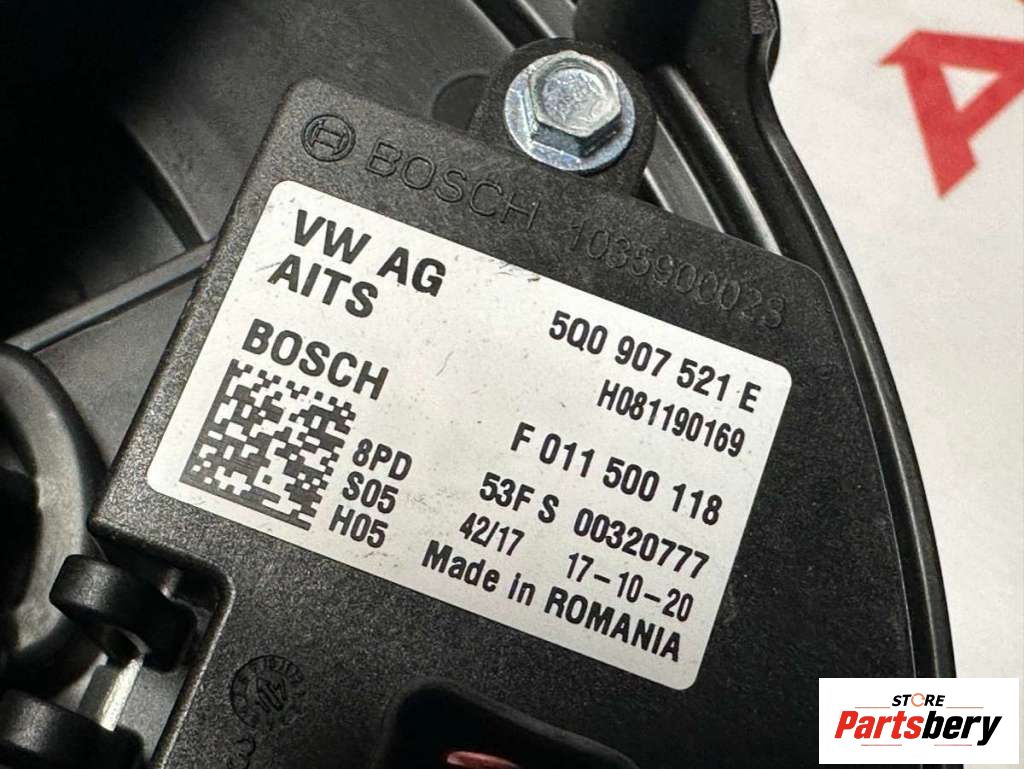 BOSCH 1035900023
VW AG
AITS
BOSCH
5Q0 907 521 E
H081190169
F 011 500 118
8PD
S05
H05
53F S 00320777
42/17 17-10-20
Made in ROMANIA
STORE
Partsbery